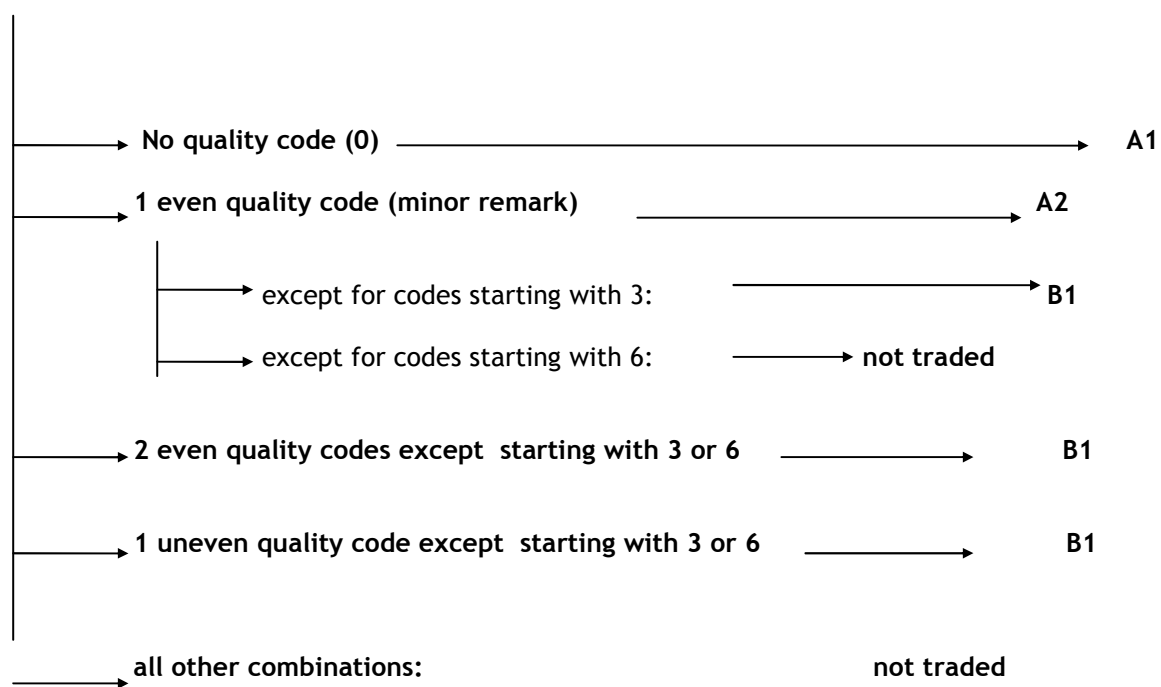 No quality code (0) A1
1 even quality code (minor remark) A2
except for codes starting with 3: B1
except for codes starting with 6: not traded
2 even quality codes except starting with 3 or 6 B1
1 uneven quality code except starting with 3 or 6 B1
all other combinations: not traded